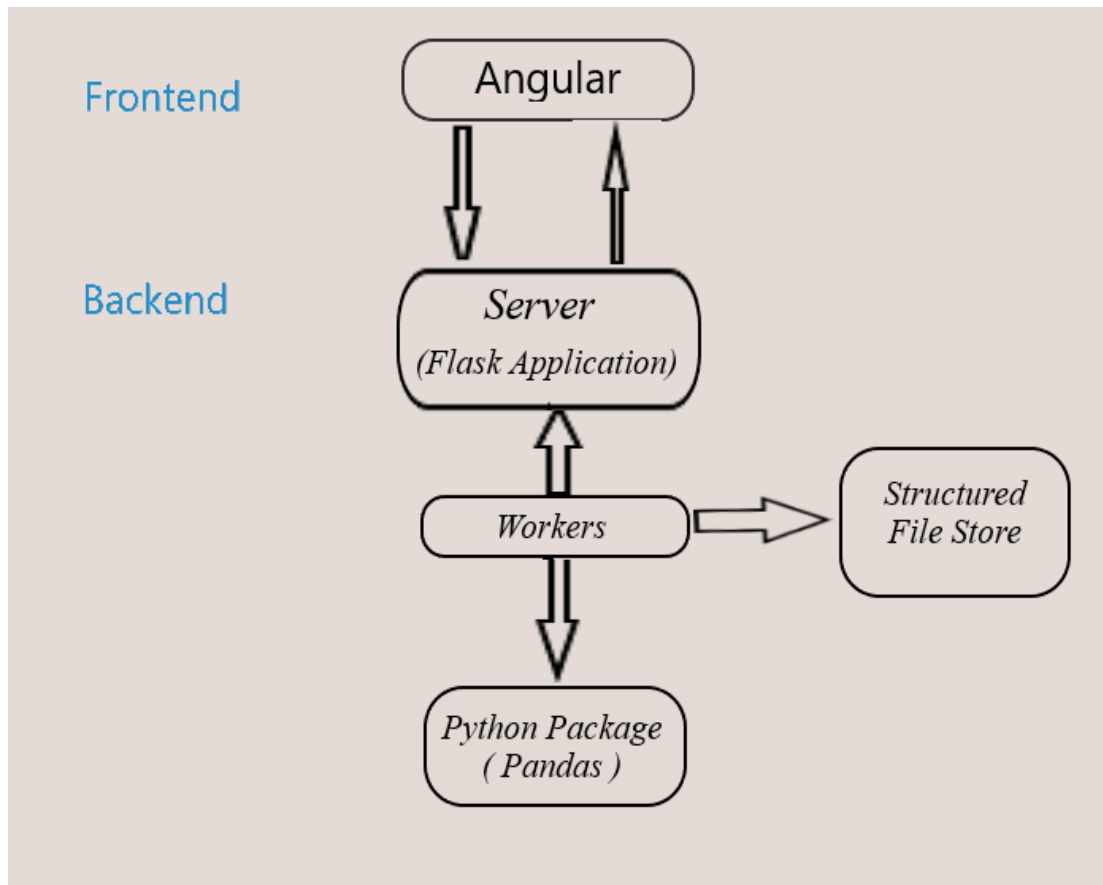 Angular
Frontend
Backend
Server
(Flask Application)
Workers
Structured
File Store
Python Package
( Pandas )